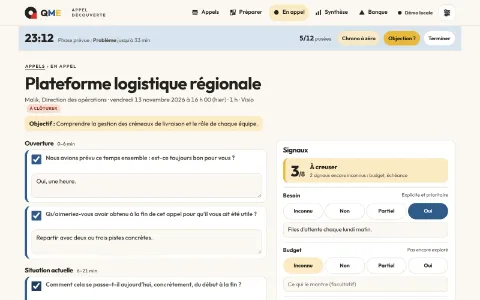 QME
APPEL DÉCOUVERTE
Appels
Préparer
En appel
Synthèse
Banque
Démo locale
23:12 Phase prévue : Problème jusqu'à 33 min
5/12 posées
Chrono à zéro
Objection ?
Terminer
APPELS › EN APPEL
Plateforme logistique régionale
Malik, Direction des opérations · vendredi 13 novembre 2026 à 16 h 00 (hier) · 1 h · Visio
À CLÔTURER
Objectif : Comprendre la gestion des créneaux de livraison et le rôle de chaque équipe.
Ouverture 0–6 min
Nous avions prévu ce temps ensemble : est-ce toujours bon pour vous ?
Oui, une heure.
Qu'aimeriez-vous avoir obtenu à la fin de cet appel pour qu'il vous ait été utile ?
Repartir avec deux ou trois pistes concrètes.
Situation actuelle 6–21 min
Comment cela se passe-t-il aujourd'hui, concrètement, du début à la fin ?
Signaux
3/8
À creuser
2 signaux encore inconnus : budget, échéance
Besoin
Explicite et prioritaire
Inconnu
Non
Partiel
Oui
Files d'attente chaque lundi matin.
Budget
Pas encore exploré
Inconnu
Non
Partiel
Oui
Ce qui le montre (facultatif)